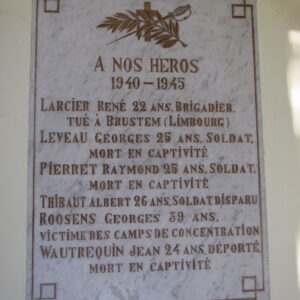 A NOS HEROS
1940-1945
LARCIER RENÉ 22 ANS, BRIGADIER,
TUÉ À BRUSTEM (LIMBOURG)
LEVEAU GEORGES 25 ANS, SOLDAT,
MORT EN CAPTIVITÉ
PIERRET RAYMOND 25 ANS, SOLDAT,
MORT EN CAPTIVITÉ
THIBAUT ALBERT 26 ANS, SOLDAT DISPARU
ROOSENS GEORGES 39 ANS,
VICTIME DES CAMPS DE CONCENTRATION
WAUTREQUIN JEAN 24 ANS, DÉPORTÉ,
MORT EN CAPTIVITÉ